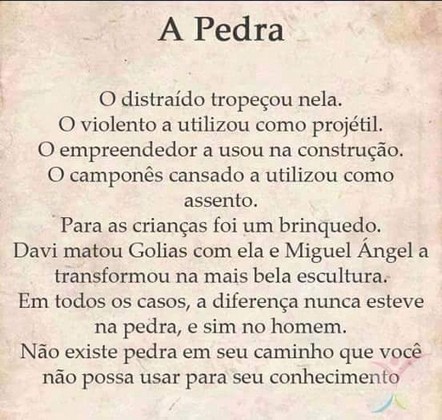 A Pedra
O distraído tropeçou nela.
O violento a utilizou como projétil.
O empreendedor a usou na construção.
O camponês cansado a utilizou como
assento.
Para as crianças foi um brinquedo.
Davi matou Golias com ela e Miguel Ángel a
transformou na mais bela escultura.
Em todos os casos, a diferença nunca esteve
na pedra, e sim no homem.
Não existe pedra em seu caminho que você
não possa usar para seu conhecimento